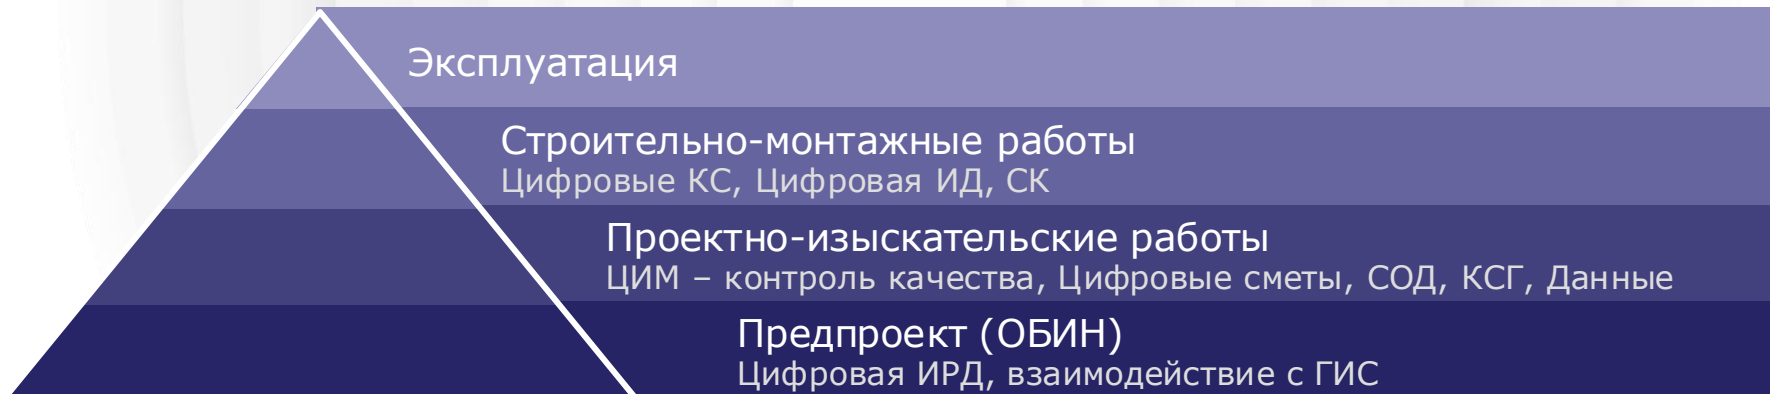 Эксплуатация
Строительно-монтажные работы
Цифровые КС, Цифровая ИД, СК
Проектно-изыскательские работы
ЦИМ – контроль качества, Цифровые сметы, СОД, КСГ, Данные
Предпроект (ОБИН)
Цифровая ИРД, взаимодействие с ГИС